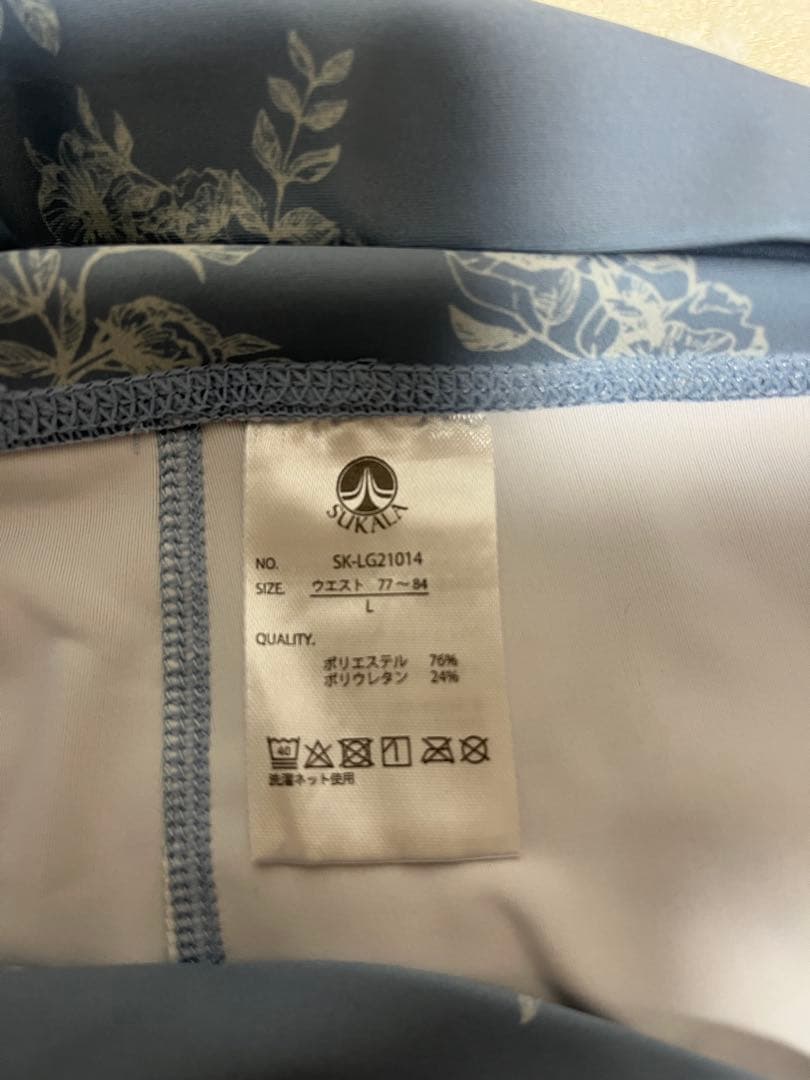 SUKALA
NO. SK-LG21014
SIZE. ウエスト 77〜84
L
QUALITY.
ポリエステル 76%
ポリウレタン 24%
40
洗濯ネット使用